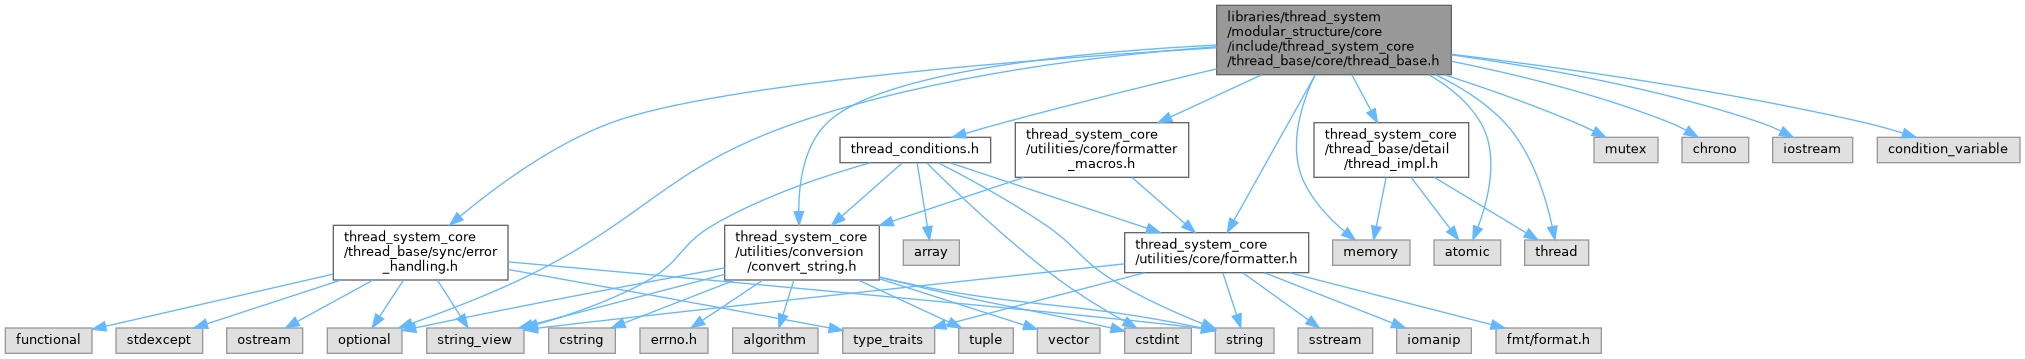 libraries/thread_system
/modular_structure/core
/include/thread_system_core
/thread_base/core/thread_base.h
thread_conditions.h
thread_system_core
/utilities/core/formatter
_macros.h
thread_system_core
/thread_base/detail
/thread_impl.h
mutex
chrono
iostream
condition_variable
thread_system_core
/thread_base/sync/error
_handling.h
thread_system_core
/utilities/conversion
/convert_string.h
array
thread_system_core
/utilities/core/formatter.h
memory
atomic
thread
functional
stdexcept
ostream
optional
string_view
cstring
errno.h
algorithm
type_traits
tuple
vector
cstdint
string
sstream
iomanip
fmt/format.h